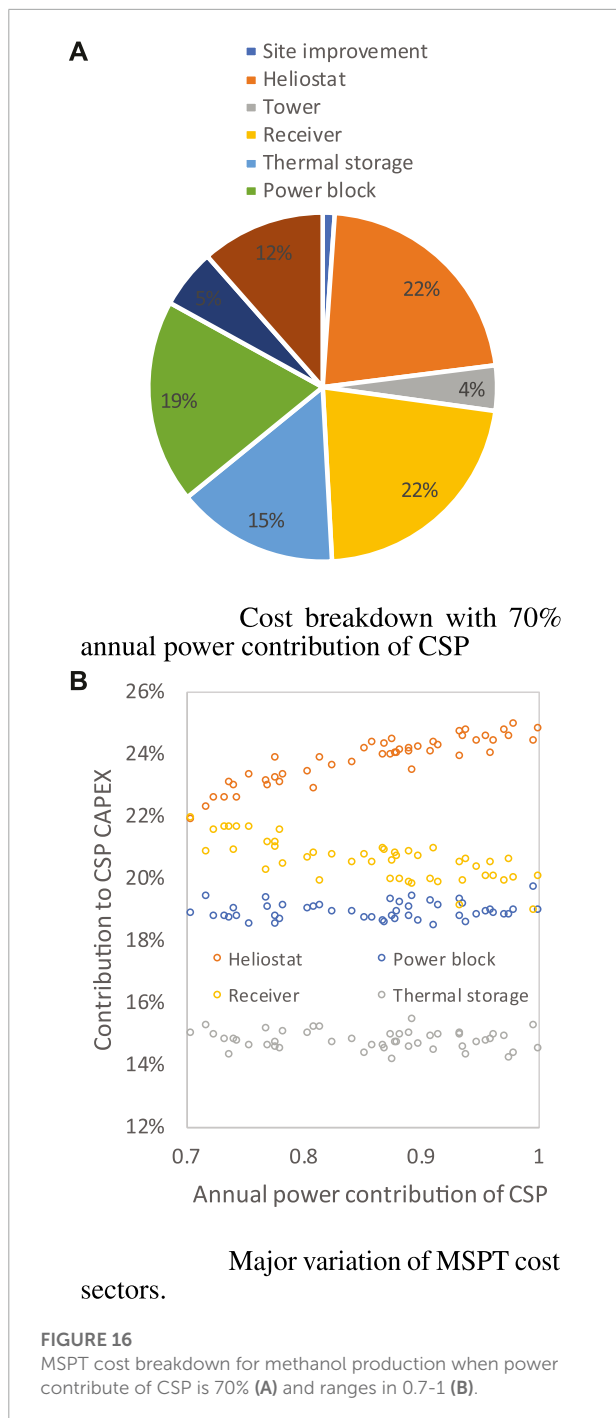 A
Site improvement
Heliostat
Tower
Receiver
Thermal storage
Power block
12%
22%
5%
4%
19%
22%
15%
Cost breakdown with 70%
annual power contribution of CSP
B
26%
24%
22%
20%
18%
16%
14%
12%
Contribution to CSP CAPEX
Heliostat
Power block
Receiver
Thermal storage
0.7
0.8
0.9
1
Annual power contribution of CSP
Major variation of MSPT cost
sectors.
FIGURE 16
MSPT cost breakdown for methanol production when power
contribute of CSP is 70% (A) and ranges in 0.7-1 (B).